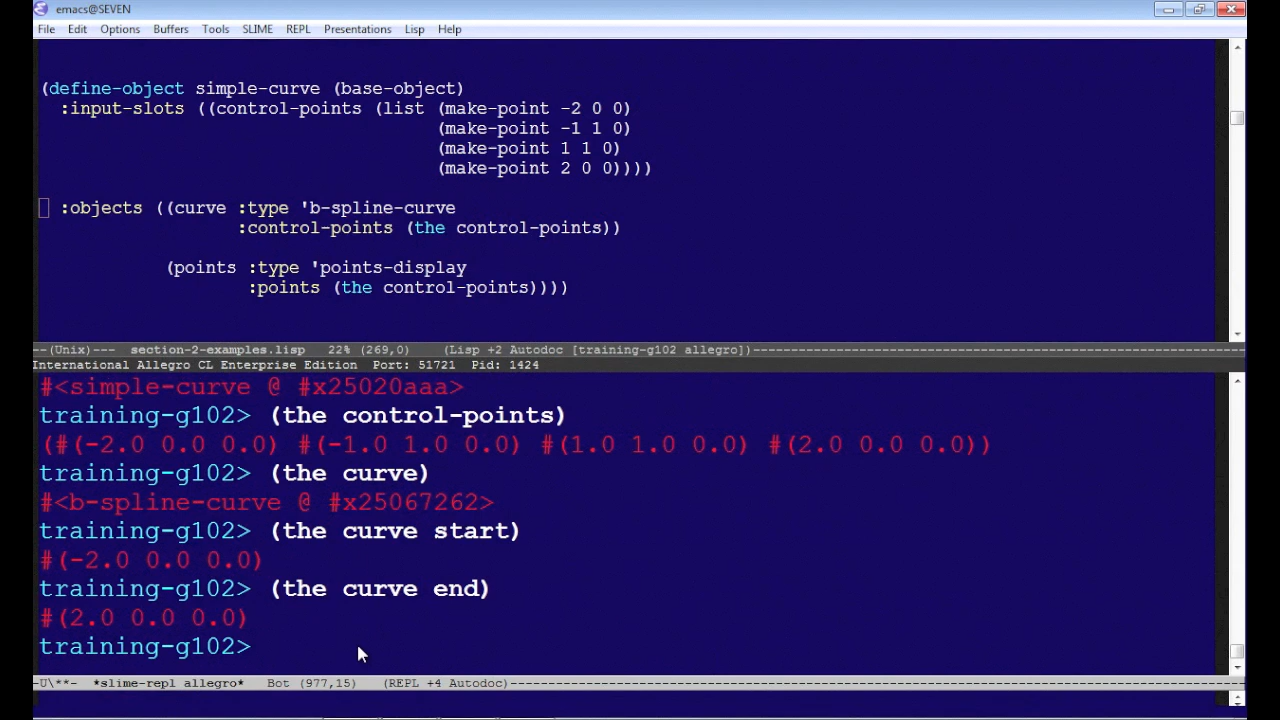 emacs@SEVEN
File Edit Options Buffers Tools SLIME REPL Presentations Lisp Help
(define-object simple-curve (base-object)
:input-slots ((control-points (list (make-point -2 0 0)
(make-point -1 1 0)
(make-point 1 1 0)
(make-point 2 0 0))))
:objects ((curve :type 'b-spline-curve
:control-points (the control-points))
(points :type 'points-display
:points (the control-points))))
--(Unix)--- section-2-examples.lisp 22% (269,0) (Lisp +2 Autodoc [training-g102 allegro])------------------------------------------------------
International Allegro CL Enterprise Edition Port: 51721 Pid: 1424
#<simple-curve @ #x25020aaa>
training-g102> (the control-points)
(#(-2.0 0.0 0.0) #(-1.0 1.0 0.0) #(1.0 1.0 0.0) #(2.0 0.0 0.0))
training-g102> (the curve)
#<b-spline-curve @ #x25067262>
training-g102> (the curve start)
#(-2.0 0.0 0.0)
training-g102> (the curve end)
#(2.0 0.0 0.0)
training-g102>
-U\**- *slime-repl allegro* Bot (977,15) (REPL +4 Autodoc)--------------------------------------------------------------------------------